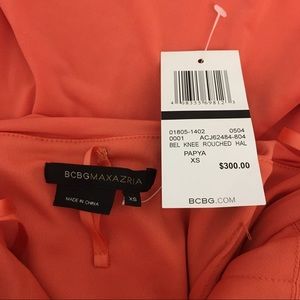 01805-1402 0504
0001 ACJ62484-804
BEL KNEE ROUCHED HAL
PAPYA
XS
$300.00
BCBG.COM
BCBGMAXAZRIA
MADE IN CHINA
XS